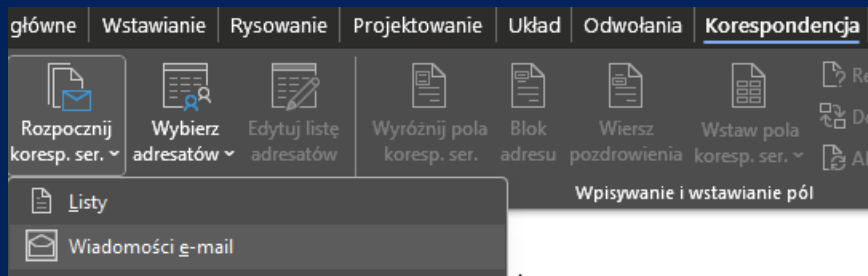 główne Wstawianie Rysowanie Projektowanie Układ Odwołania Korespondencja
Rozpocznij koresp. ser.
Wybierz adresatów
Edytuj listę adresatów
Wyróżnij pola koresp. ser.
Blok adresu
Wiersz pozdrowienia
Wstaw pola koresp. ser.
Wpisywanie i wstawianie pól
Listy
Wiadomości e-mail